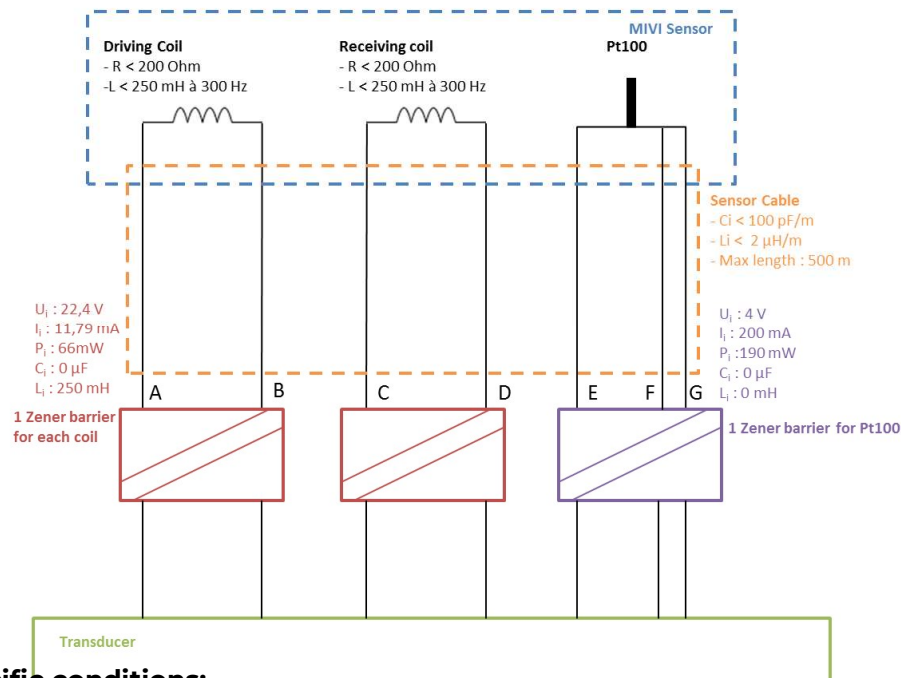 MIVI Sensor
Driving Coil
- R < 200 Ohm
-L < 250 mH à 300 Hz
Receiving coil
- R < 200 Ohm
- L < 250 mH à 300 Hz
Pt100
Sensor Cable
- Ci < 100 pF/m
- Li < 2 µH/m
- Max length : 500 m
Ui : 22,4 V
Ii : 11,79 mA
Pi : 66mW
Ci : 0 µF
Li : 250 mH
Ui : 4 V
Ii : 200 mA
Pi :190 mW
Ci : 0 µF
Li : 0 mH
A B C D E F G
1 Zener barrier
for each coil
1 Zener barrier for Pt100
Transducer
conditions: